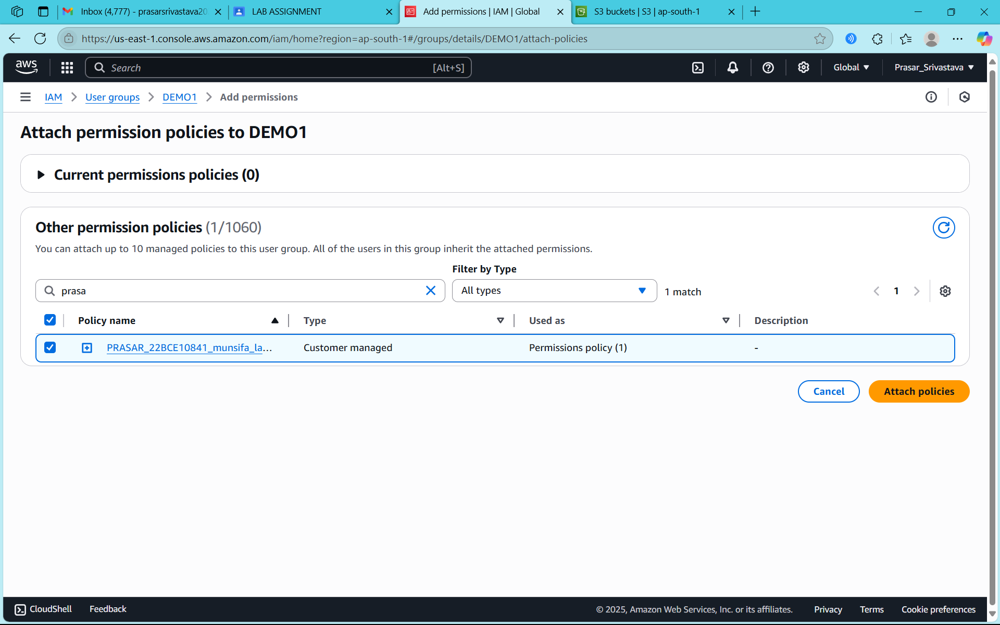 Inbox (4,777) - prasarsrivastava20
LAB ASSIGNMENT
Add permissions | IAM | Global
S3 buckets | S3 | ap-south-1
https://us-east-1.console.aws.amazon.com/iam/home?region=ap-south-1#/groups/details/DEMO1/attach-policies
aws
Search
[Alt+S]
Global
Prasar_Srivastava
IAM
User groups
DEMO1
Add permissions
Attach permission policies to DEMO1
Current permissions policies (0)
Other permission policies (1/1060)
You can attach up to 10 managed policies to this user group. All of the users in this group inherit the attached permissions.
Filter by Type
prasa
All types
1 match
1
Policy name
Type
Used as
Description
PRASAR_22BCE10841_munsifa_la...
Customer managed
Permissions policy (1)
-
Cancel
Attach policies
CloudShell
Feedback
© 2025, Amazon Web Services, Inc. or its affiliates.
Privacy
Terms
Cookie preferences